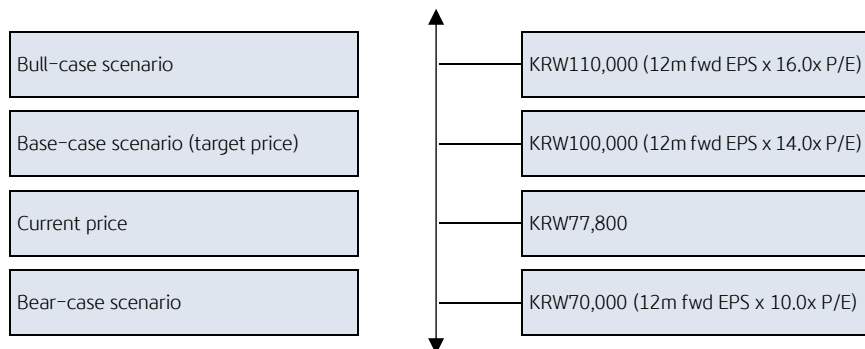 Bull-case scenario
KRW110,000 (12m fwd EPS x 16.0x P/E)
Base-case scenario (target price)
KRW100,000 (12m fwd EPS x 14.0x P/E)
Current price
KRW77,800
Bear-case scenario
KRW70,000 (12m fwd EPS x 10.0x P/E)